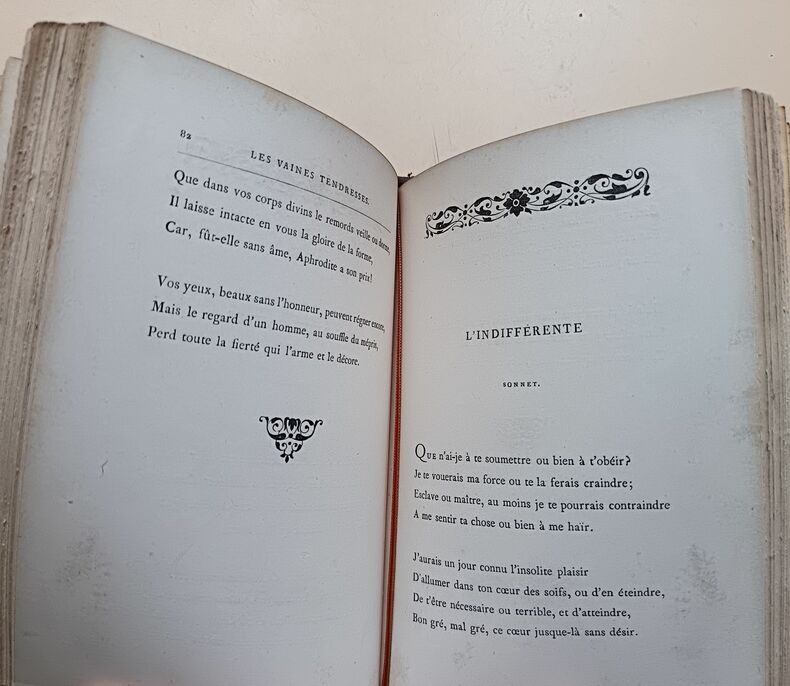 82
LES VAINES TENDRESSES.
Que dans vos corps divins le remords veille ou dorme,
Il laisse intacte en vous la gloire de la forme,
Car, fût-elle sans âme, Aphrodite a son prix!
Vos yeux, beaux sans l'honneur, peuvent régner encore,
Mais le regard d'un homme, au souffle du mépris,
Perd toute la fierté qui l'arme et le décore.
L'INDIFFÉRENTE
SONNET.
QUE n'ai-je à te soumettre ou bien à t'obéir?
Je te vouerais ma force ou te la ferais craindre;
Esclave ou maître, au moins je te pourrais contraindre
A me sentir ta chose ou bien à me haïr.
J'aurais un jour connu l'insolite plaisir
D'allumer dans ton cœur des soifs, ou d'en éteindre,
De t'être nécessaire ou terrible, et d'atteindre,
Bon gré, mal gré, ce cœur jusque-là sans désir.